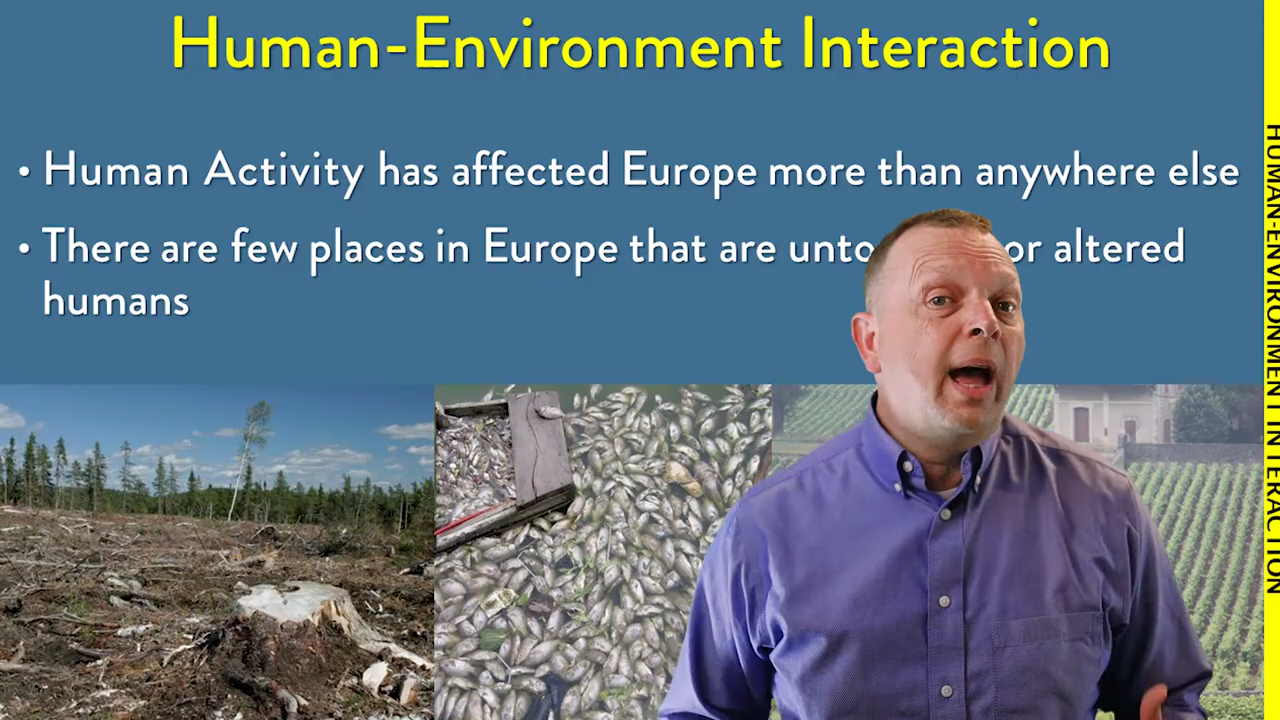 Human-Environment Interaction
• Human Activity has affected Europe more than anywhere else
• There are few places in Europe that are or altered
humans
HUMAN-ENVIRONMENT INTERACTION